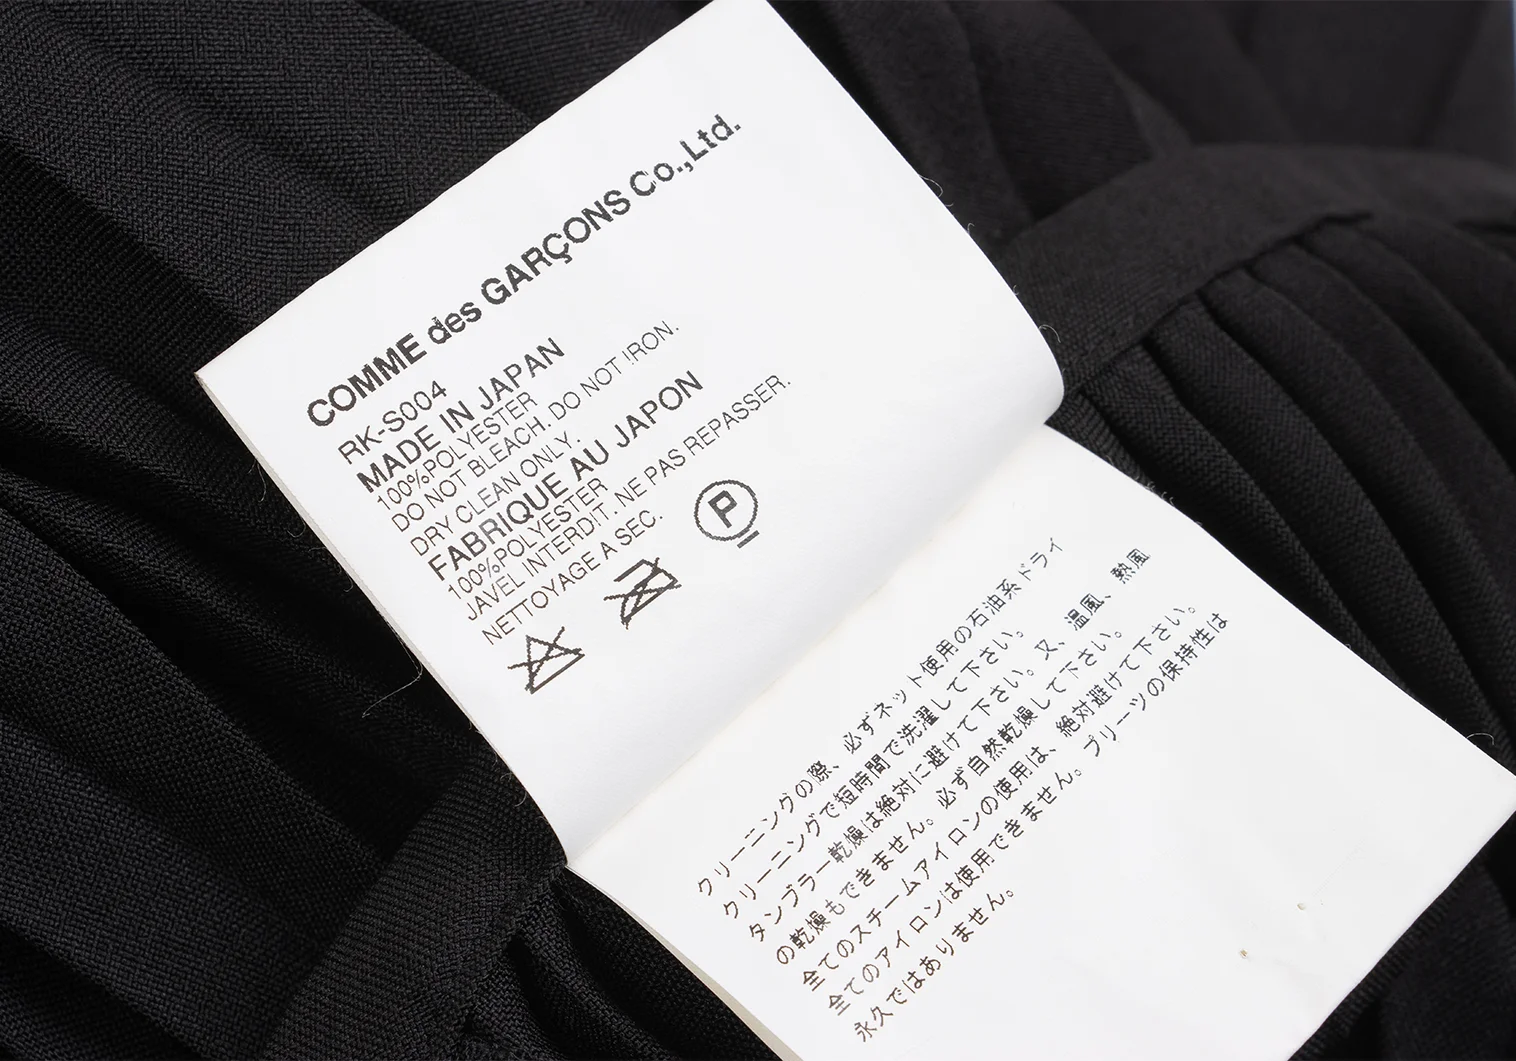 COMME des GARÇONS Co.,Ltd.
RK-S004
MADE IN JAPAN
100%POLYESTER
DO NOT BLEACH. DO NOT IRON.
DRY CLEAN ONLY.
FABRIQUE AU JAPON
100%POLYESTER
JAVEL INTERDIT. NE PAS REPASSER.
NETTOYAGE A SEC.
P
クリーニングの際、必ずネット使用の石油系ドライ
クリーニングで短時間で洗濯して下さい。
タンブラー乾燥は絶対に避けて下さい。又、温風、熱風
の乾燥もできません。必ず自然乾燥して下さい。
全てのスチームアイロンの使用は、絶対避けて下さい。
全てのアイロンは使用できません。プリーツの保持性は
永久ではありません。